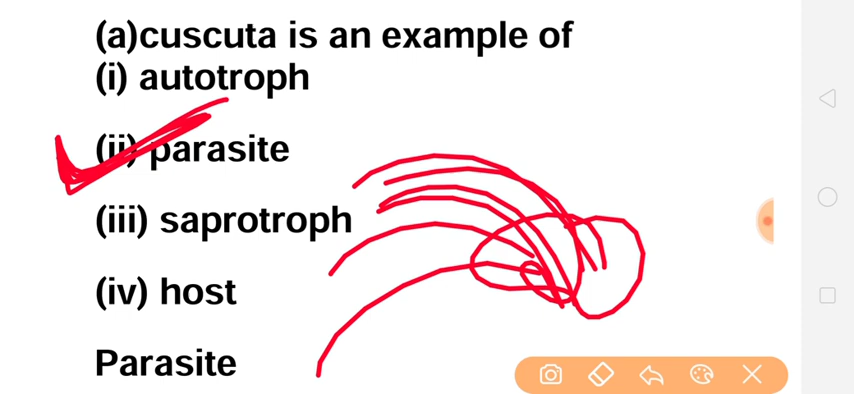 (a)cuscuta is an example of
(i) autotroph
(ii) parasite
(iii) saprotroph
(iv) host
Parasite